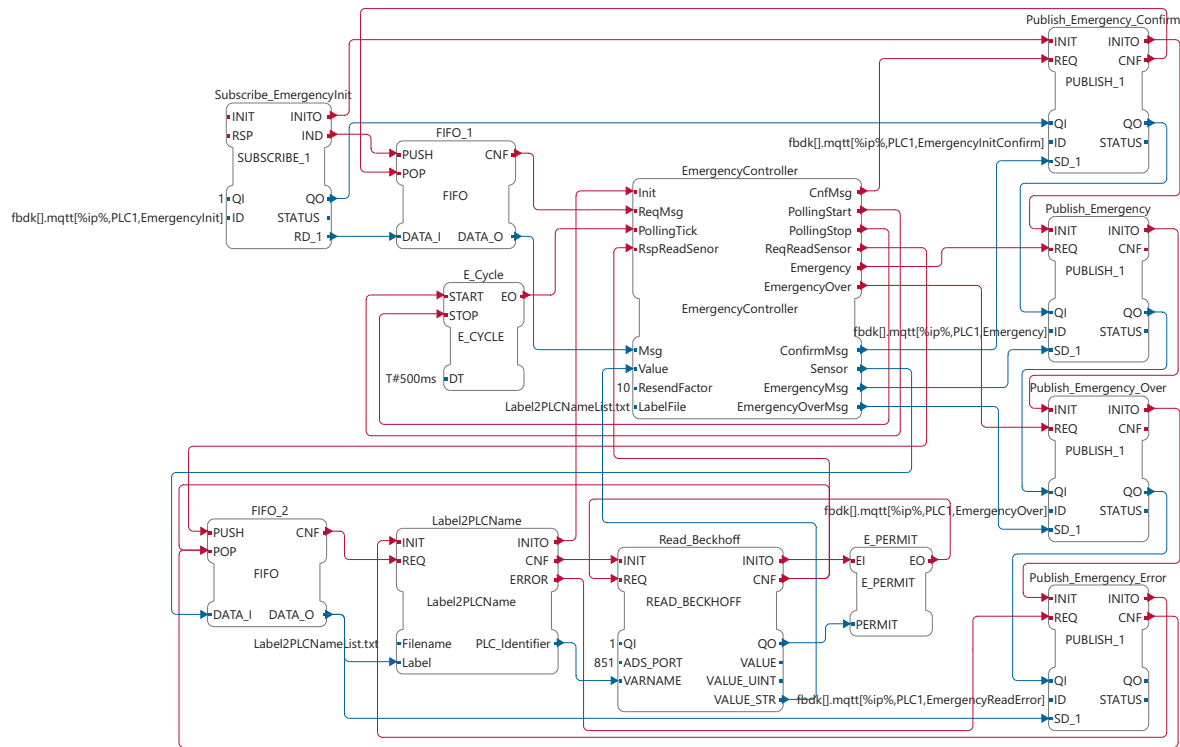 Publish_Emergency_Confirm
INIT INITO
REQ CNF
PUBLISH_1
QI QO
fbdk[].mqtt[%ip%,PLC1,EmergencyInitConfirm] ID STATUS
SD_1
Subscribe_EmergencyInit
INIT INITO
RSP IND
SUBSCRIBE_1
1 QI QO
fbdk[].mqtt[%ip%,PLC1,EmergencyInit] ID STATUS
RD_1
FIFO_1
PUSH CNF
POP
FIFO
DATA_I DATA_O
EmergencyController
Init CnfMsg
ReqMsg PollingStart
PollingTick PollingStop
RspReadSenor ReqReadSensor
Emergency
EmergencyOver
EmergencyController
Msg ConfirmMsg
Value Sensor
10 ResendFactor EmergencyMsg
Label2PLCNameList.txt LabelFile EmergencyOverMsg
Publish_Emergency
INIT INITO
REQ CNF
PUBLISH_1
QI QO
fbdk[].mqtt[%ip%,PLC1,Emergency] ID STATUS
SD_1
E_Cycle
START EO
STOP
E_CYCLE
T#500ms DT
Publish_Emergency_Over
INIT INITO
REQ CNF
PUBLISH_1
QI QO
fbdk[].mqtt[%ip%,PLC1,EmergencyOver] ID STATUS
SD_1
FIFO_2
PUSH CNF
POP
FIFO
DATA_I DATA_O
Label2PLCName
INIT INITO
REQ CNF
ERROR
Label2PLCName
Label2PLCNameList.txt Filename PLC_Identifier
Label
Read_Beckhoff
INIT INITO
REQ CNF
READ_BECKHOFF
1 QI QO
851 ADS_PORT VALUE
VARNAME VALUE_UINT
VALUE_STR
E_PERMIT
EI EO
E_PERMIT
PERMIT
Publish_Emergency_Error
INIT INITO
REQ CNF
PUBLISH_1
QI QO
fbdk[].mqtt[%ip%,PLC1,EmergencyReadError] ID STATUS
SD_1